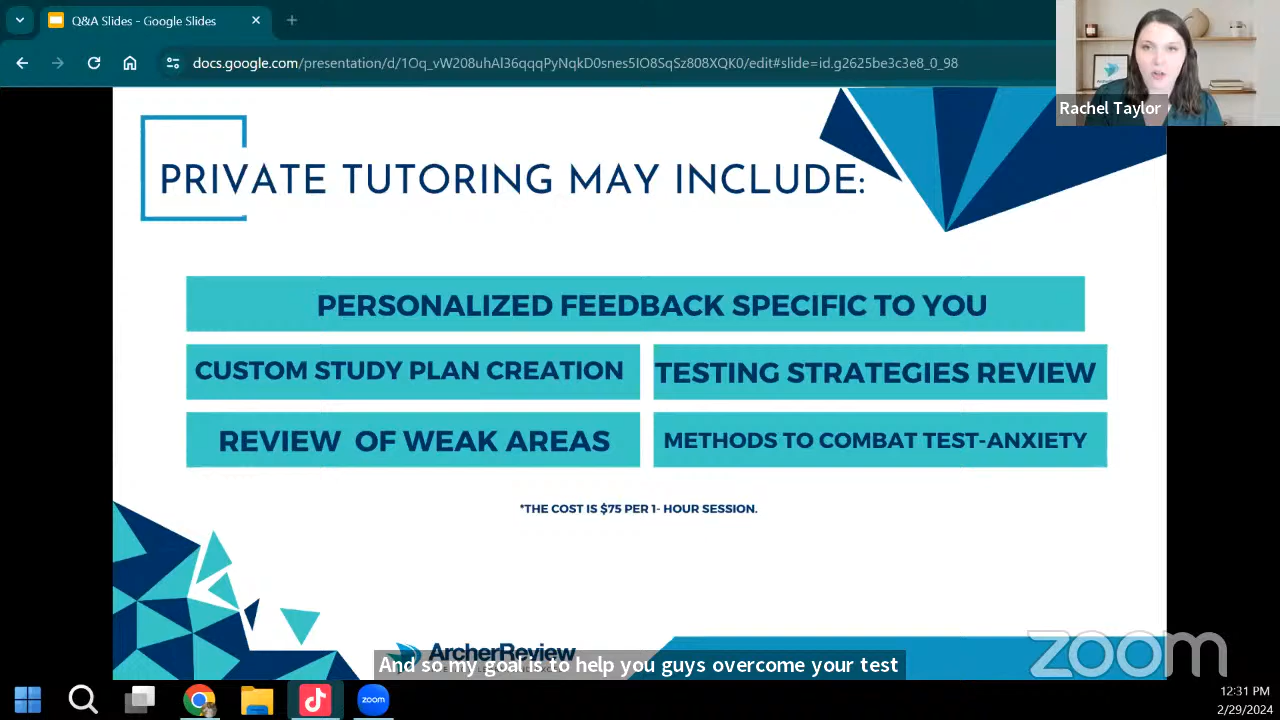 Q&A Slides - Google Slides
docs.google.com/presentation/d/1Oq_vW208uhAl36qqqPyNqkD0snes5IO8SqSz808XQK0/edit#slide=id.g2625be3c3e8_0_98
Rachel Taylor
PRIVATE TUTORING MAY INCLUDE:
PERSONALIZED FEEDBACK SPECIFIC TO YOU
CUSTOM STUDY PLAN CREATION
TESTING STRATEGIES REVIEW
REVIEW OF WEAK AREAS
METHODS TO COMBAT TEST-ANXIETY
*THE COST IS $75 PER 1- HOUR SESSION.
ArcherReview
And so my goal is to help you guys overcome your test
zoom
zoom
12:31 PM
2/29/2024